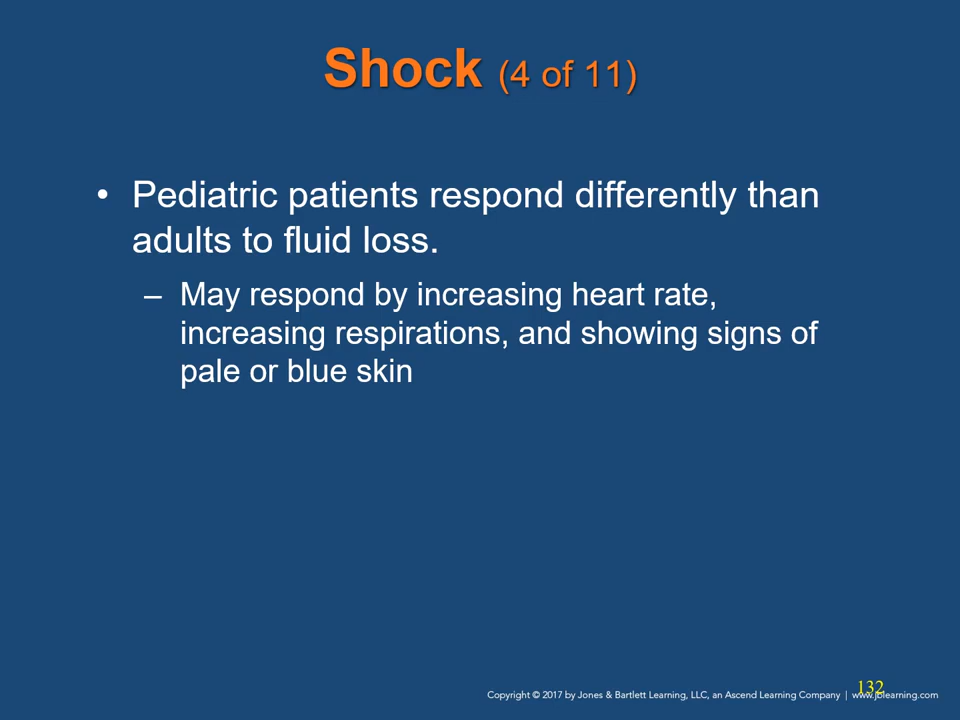 Shock (4 of 11)
• Pediatric patients respond differently than
adults to fluid loss.
– May respond by increasing heart rate,
increasing respirations, and showing signs of
pale or blue skin
132
Copyright © 2017 by Jones & Bartlett Learning, LLC, an Ascend Learning Company | www.jblearning.com